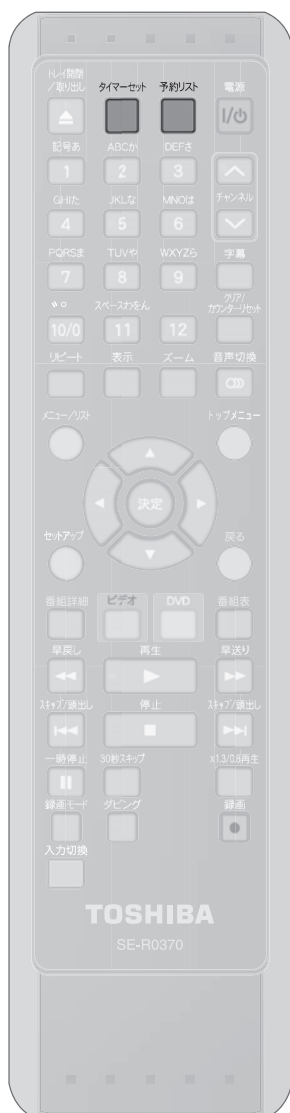 トレイ開閉
／取り出し タイマーセット 予約リスト 電源
I/
記号あ ABCか DEFさ
1 2 3
GHIた JKLな MNOは チャンネル
4 5 6
PQRSま TUVや WXYZら 字幕
7 8 9
゛゜ スペースわをん クリア/
カウンターリセット
10/0 11 12
リピート 表示 ズーム 音声切換
メニュー/リスト トップメニュー
決定
セットアップ 戻る
番組詳細 ビデオ DVD 番組表
早戻し 再生 早送り
スキップ/頭出し 停止 スキップ/頭出し
一時停止 30秒スキップ x1.3/0.8再生
録画モード ダビング 録画
入力切換
TOSHIBA
SE-R0370